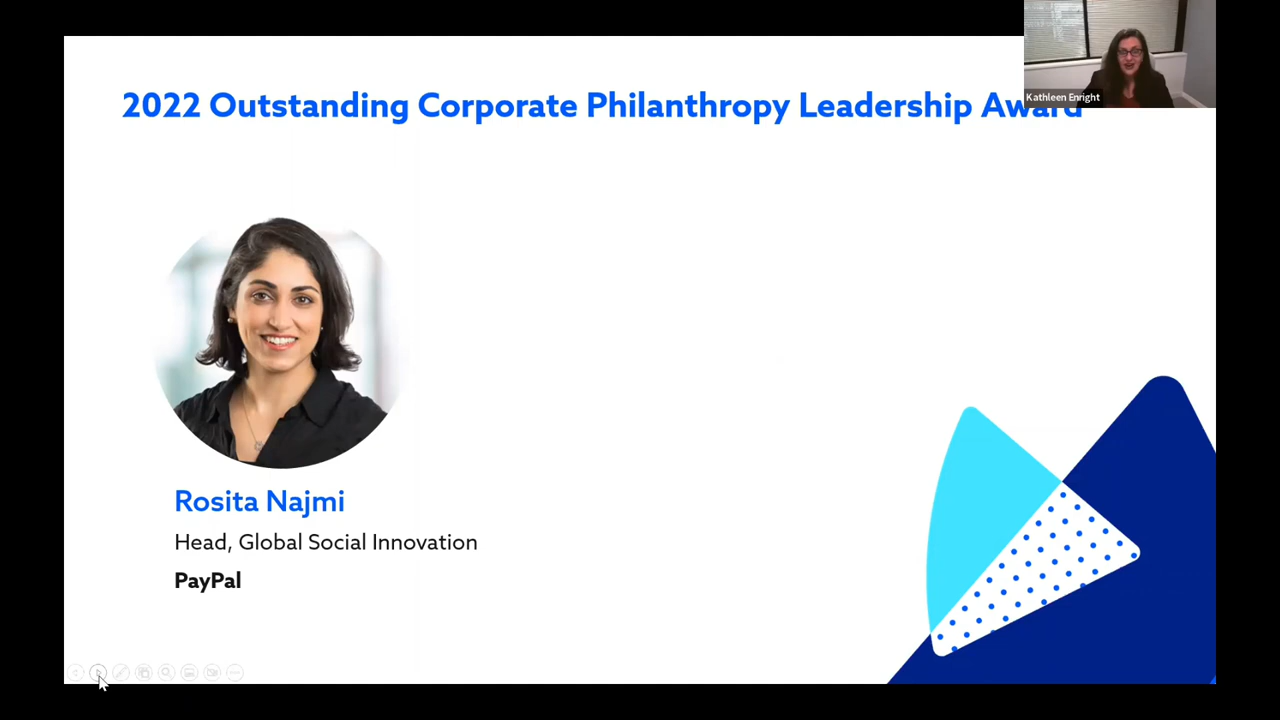 2022 Outstanding Corporate Philanthropy Leadership Award
Kathleen Enright
Rosita Najmi
Head, Global Social Innovation
PayPal